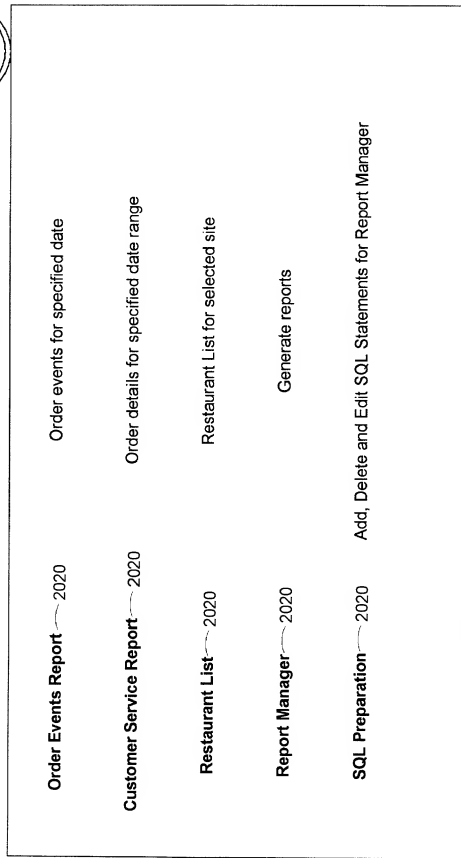 Order Events Report 2020 Order events for specified date
Customer Service Report 2020 Order details for specified date range
Restaurant List 2020 Restaurant List for selected site
Report Manager 2020 Generate reports
SQL Preparation 2020 Add, Delete and Edit SQL Statements for Report Manager